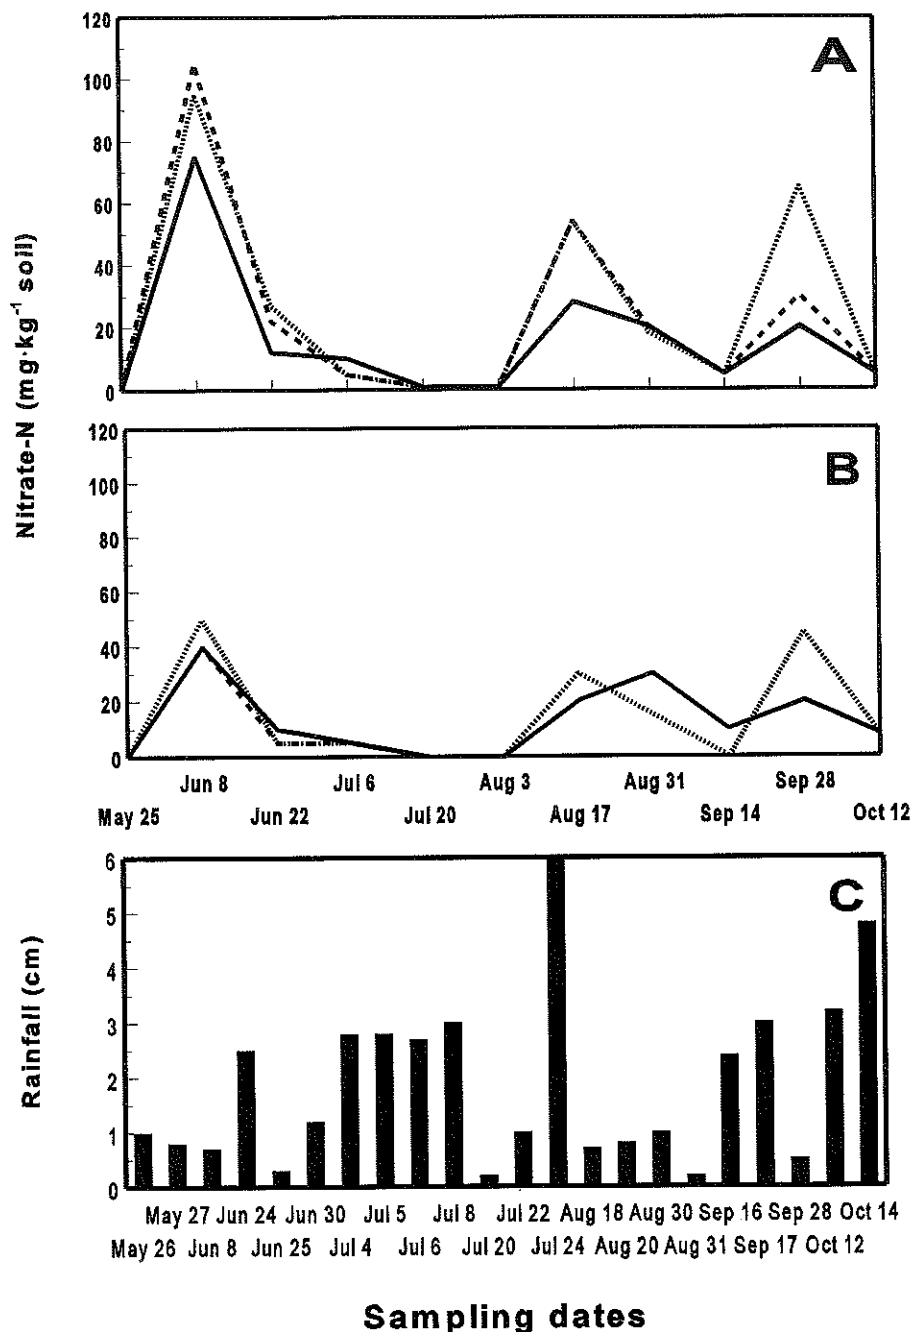 120
A
100
80
60
40
20
0
Nitrate-N (mg·kg⁻¹ soil)
120
B
100
80
60
40
20
0
Jun 8 Jul 6 Aug 3 Aug 31 Sep 28
May 25 Jun 22 Jul 20 Aug 17 Sep 14 Oct 12
6
C
5
4
3
2
1
0
Rainfall (cm)
May 27 Jun 24 Jun 30 Jul 5 Jul 8 Jul 22 Aug 18 Aug 30 Sep 16 Sep 28 Oct 14
May 26 Jun 8 Jun 25 Jul 4 Jul 6 Jul 20 Jul 24 Aug 20 Aug 31 Sep 17 Oct 12
Sampling dates